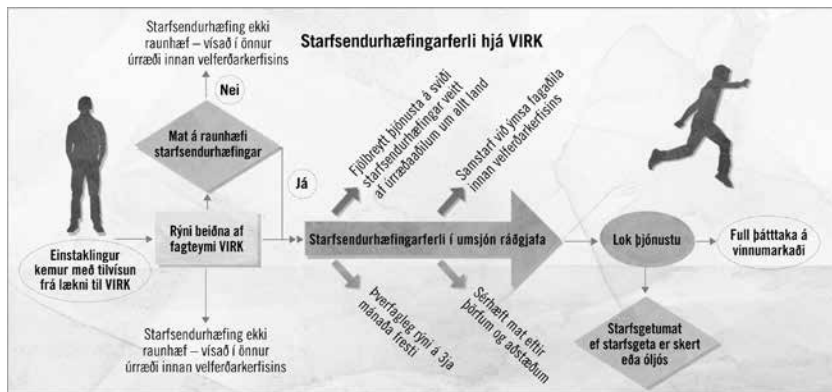 Starfsendurhæfingarferli hjá VIRK
Starfsendurhæfing ekki
raunhæf – vísað í önnur
úrræði innan velferðarkerfisins
Nei
Mat á raunhæfi
starfsendurhæfingar
Já
Einstaklingur
kemur með tilvísun
frá lækni til VIRK
Rýni beiðna af
fagteymi VIRK
Starfsendurhæfing ekki
raunhæf – vísað í önnur
úrræði innan velferðarkerfisins
Fjölbreytt þjónusta á sviði
starfsendurhæfingar veitt
af úrræðaaðilum um allt land
Samstarf við ýmsa fagaðila
innan velferðarkerfisins
Starfsendurhæfingarferli í umsjón ráðgjafa
Þverfagleg rýni á 3ja
mánaða fresti
Sérhæft mat eftir
þörfum og aðstæðum
Lok þjónustu
Full þátttaka á
vinnumarkaði
Starfsgetumat
ef starfsgeta er skert
eða óljós